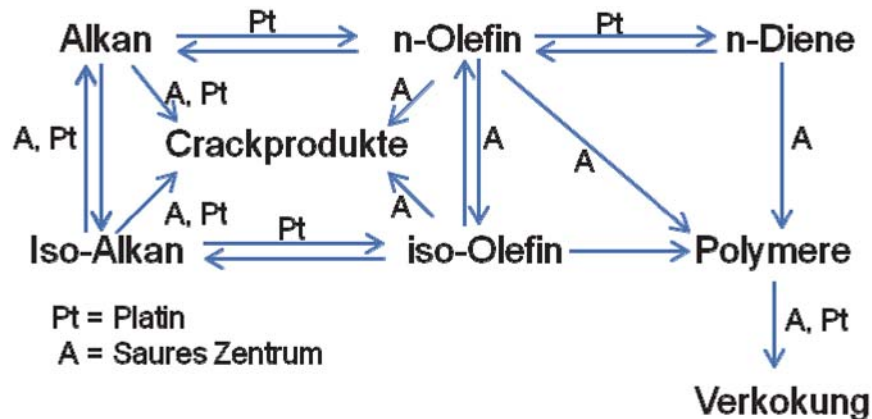 Alkan Pt n-Olefin Pt n-Diene
A, Pt A
A, Pt Crackprodukte A A A
A, Pt A
Iso-Alkan Pt iso-Olefin Polymere
Pt = Platin A, Pt
A = Saures Zentrum
Verkokung